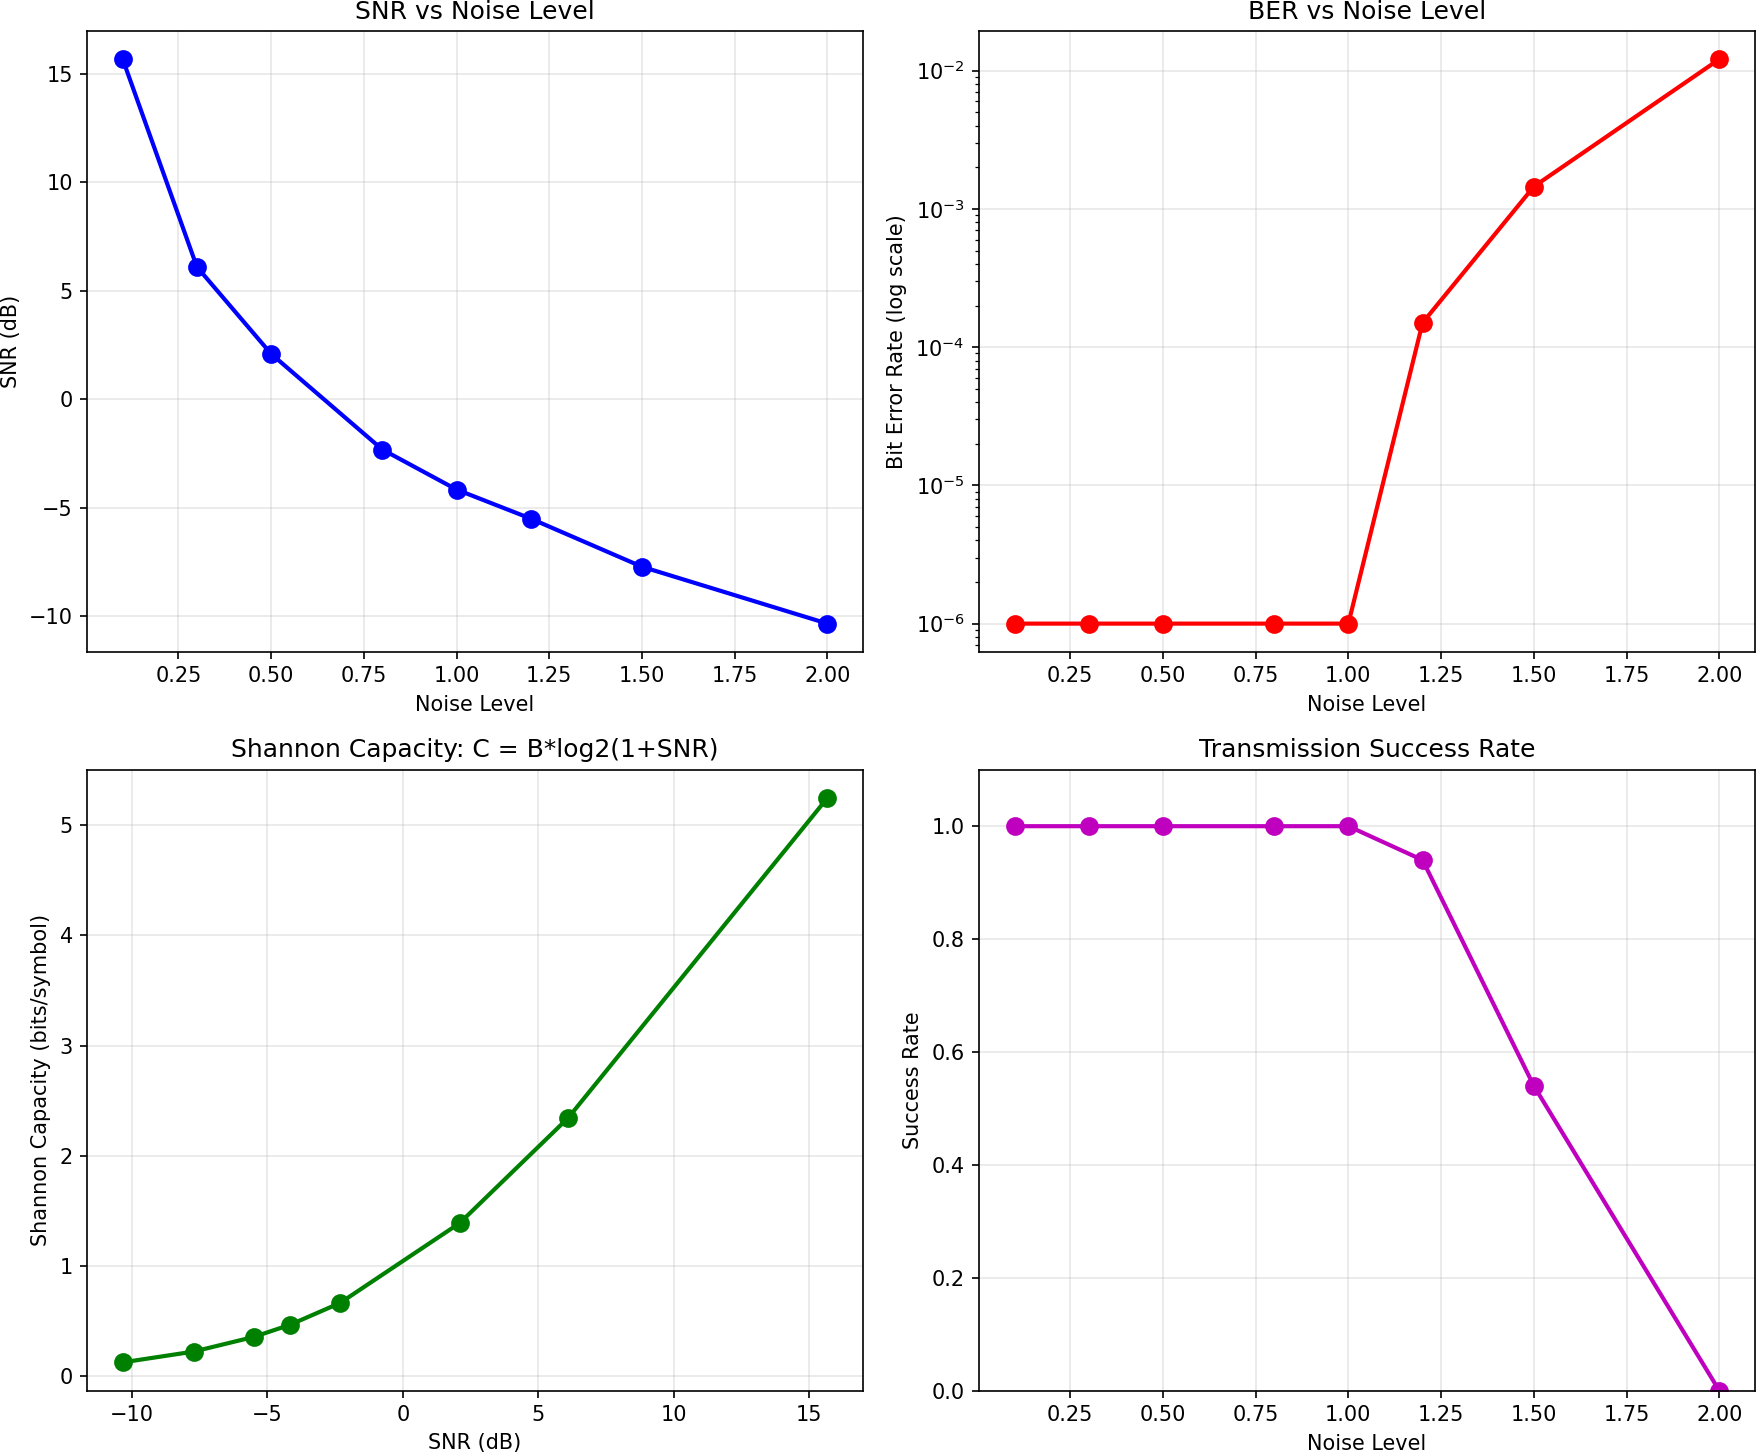 SNR vs Noise Level
SNR (dB)
15
10
5
0
−5
−10
0.25 0.50 0.75 1.00 1.25 1.50 1.75 2.00
Noise Level
BER vs Noise Level
Bit Error Rate (log scale)
10⁻²
10⁻³
10⁻⁴
10⁻⁵
10⁻⁶
0.25 0.50 0.75 1.00 1.25 1.50 1.75 2.00
Noise Level
Shannon Capacity: C = B*log2(1+SNR)
Shannon Capacity (bits/symbol)
5
4
3
2
1
0
−10 −5 0 5 10 15
SNR (dB)
Transmission Success Rate
Success Rate
1.0
0.8
0.6
0.4
0.2
0.0
0.25 0.50 0.75 1.00 1.25 1.50 1.75 2.00
Noise Level